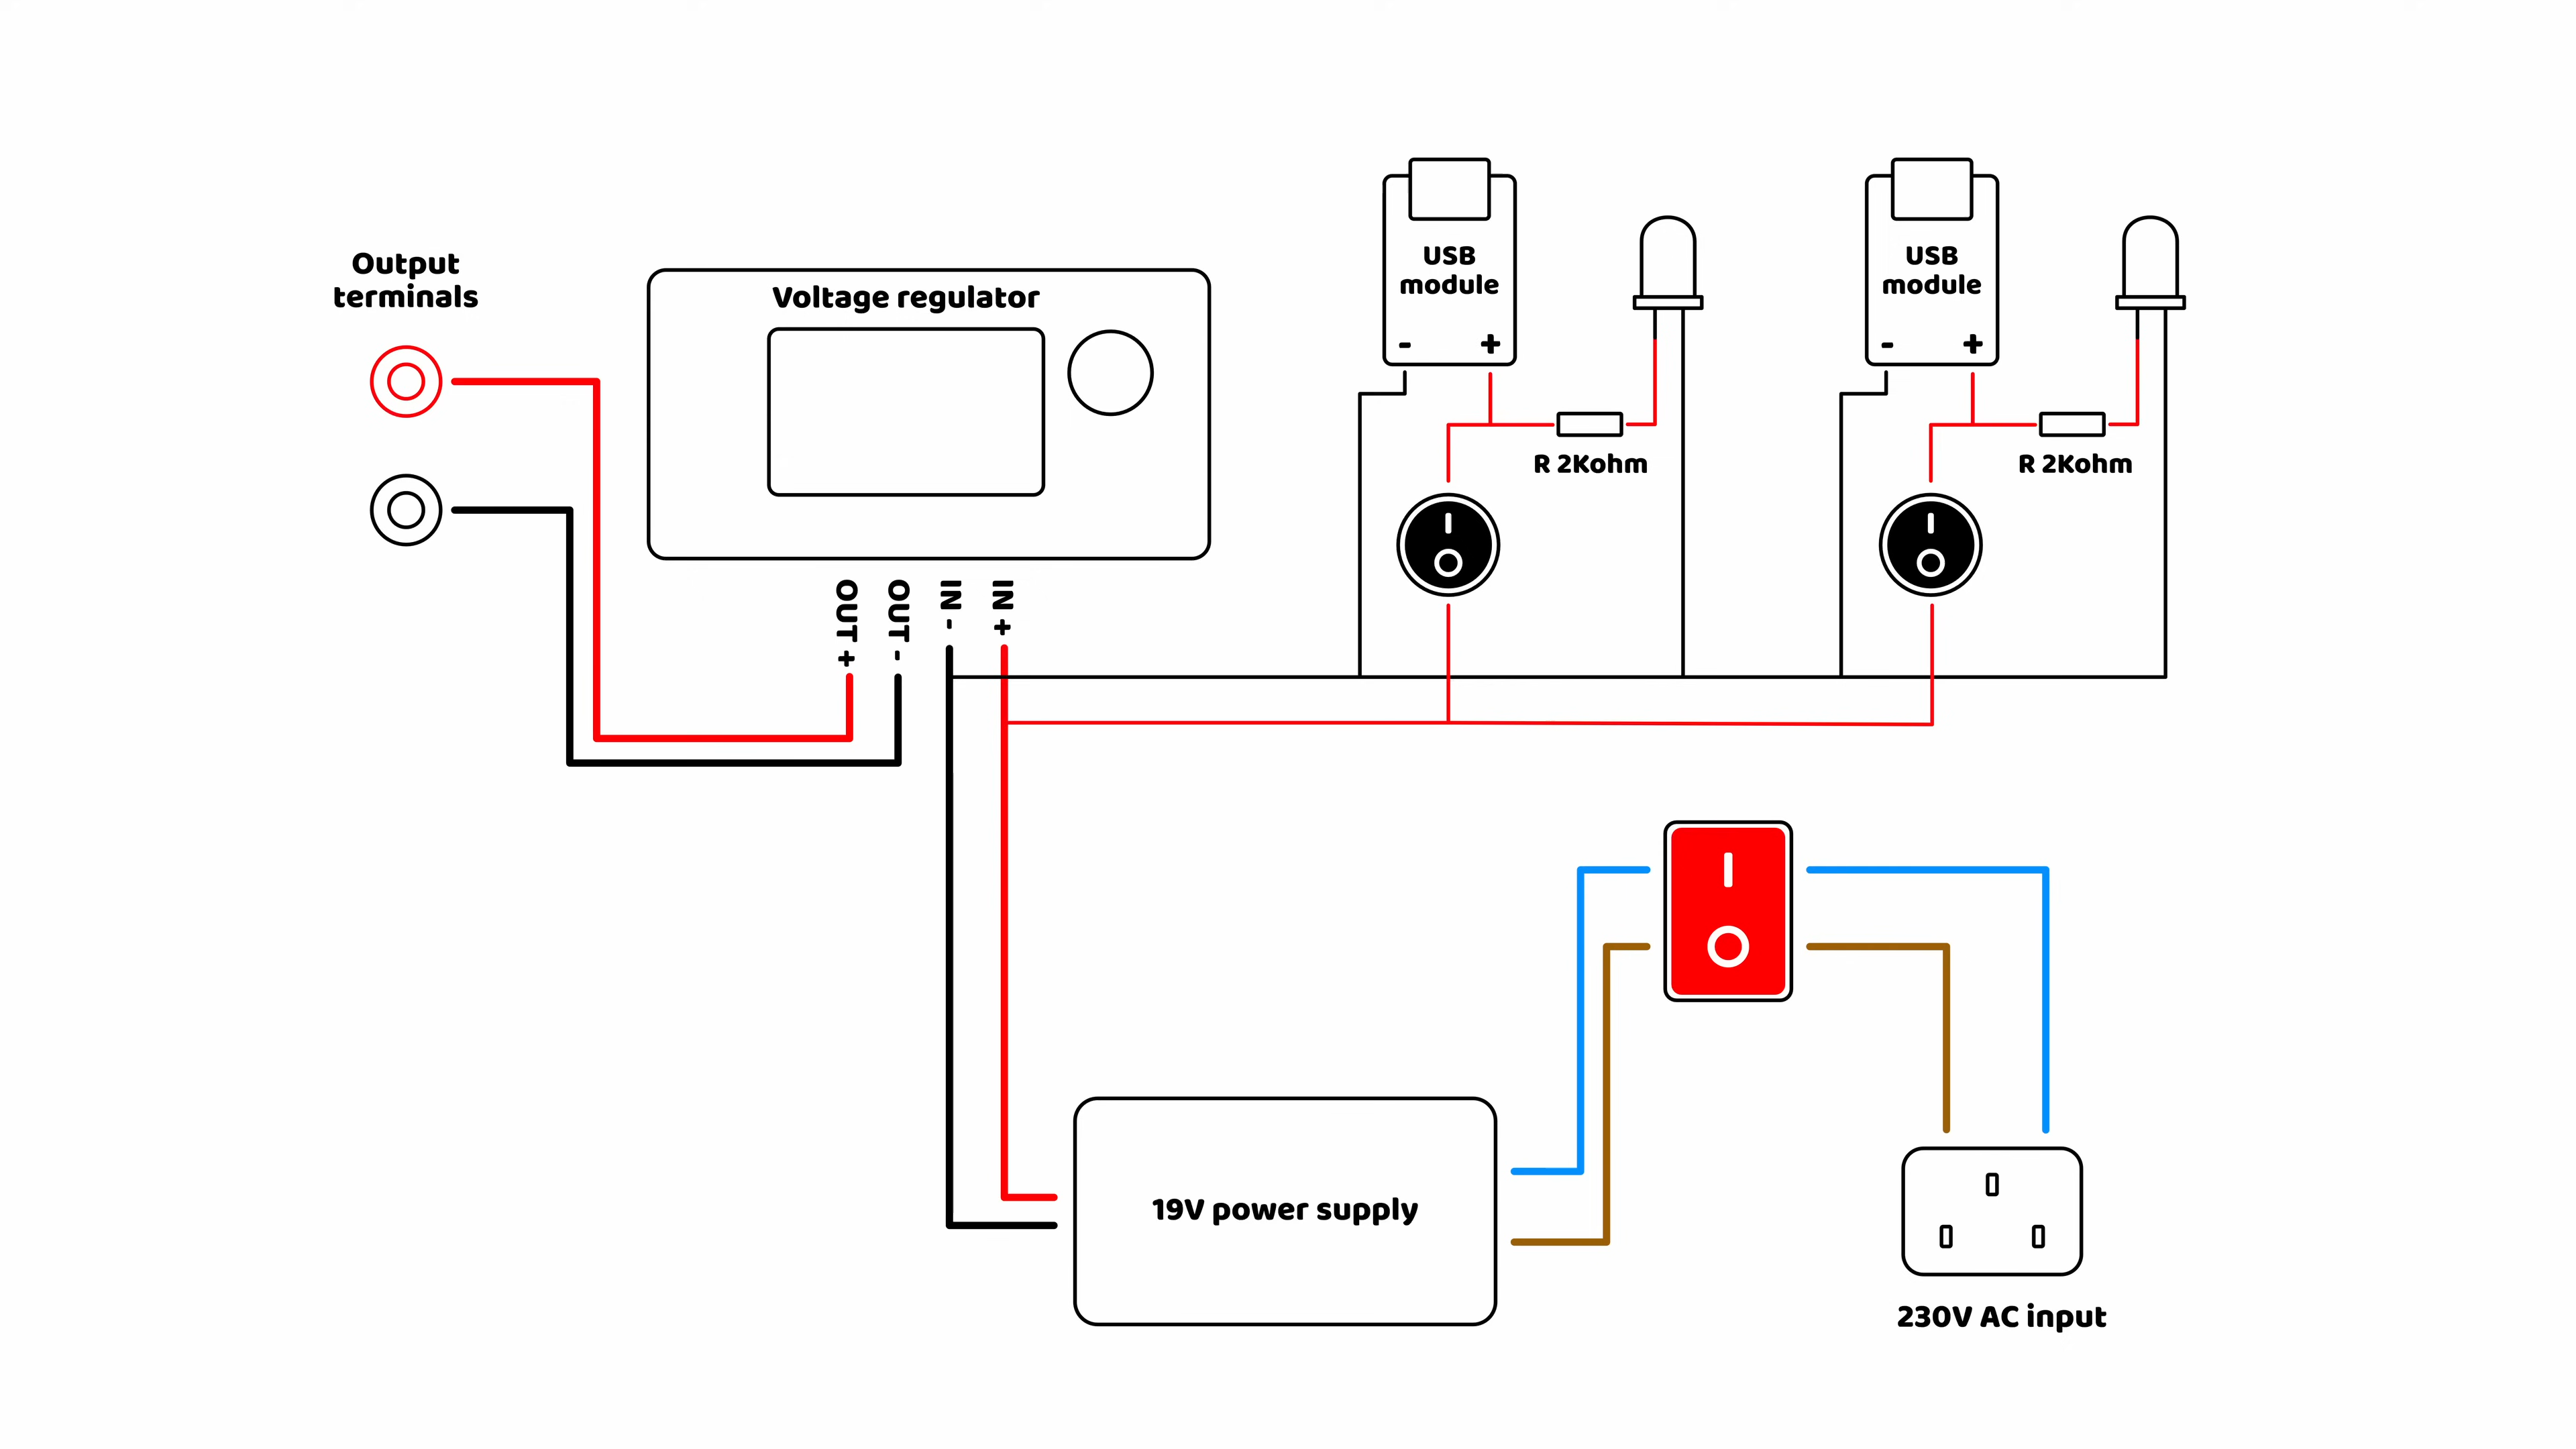 Output
terminals
Voltage regulator
OUT +
OUT -
IN -
IN +
USB
module
- +
R 2Kohm
USB
module
- +
R 2Kohm
19V power supply
230V AC input